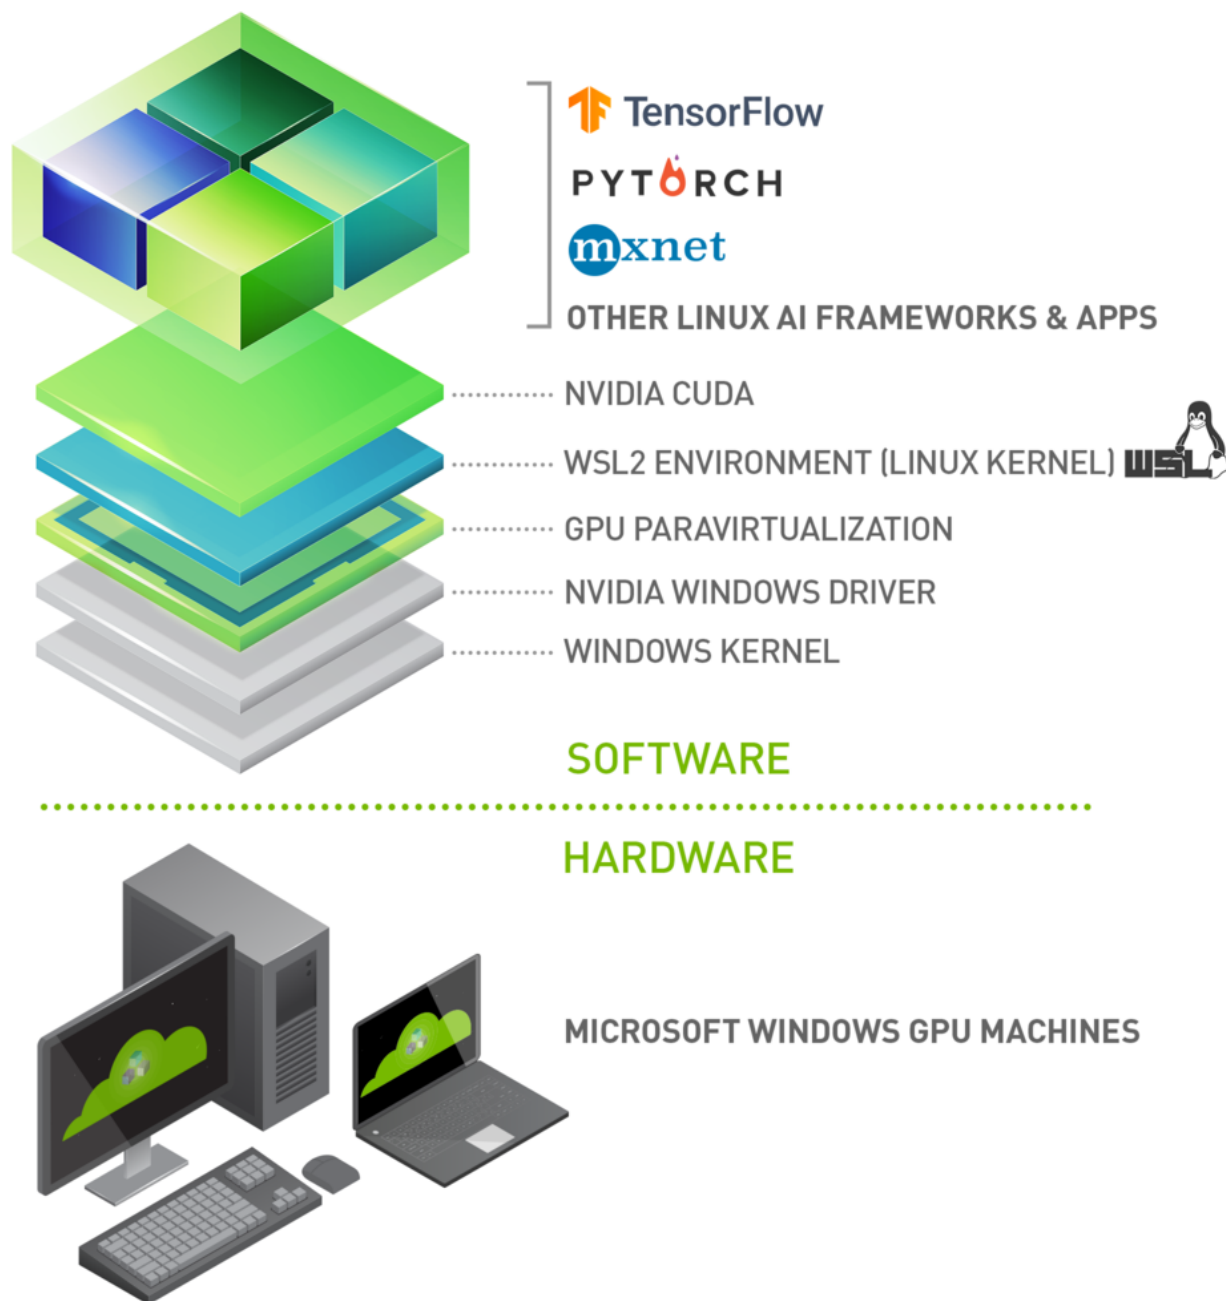 TensorFlow
PYTORCH
mxnet
OTHER LINUX AI FRAMEWORKS & APPS
NVIDIA CUDA
WSL2 ENVIRONMENT (LINUX KERNEL) WSL
GPU PARAVIRTUALIZATION
NVIDIA WINDOWS DRIVER
WINDOWS KERNEL
SOFTWARE
HARDWARE
MICROSOFT WINDOWS GPU MACHINES